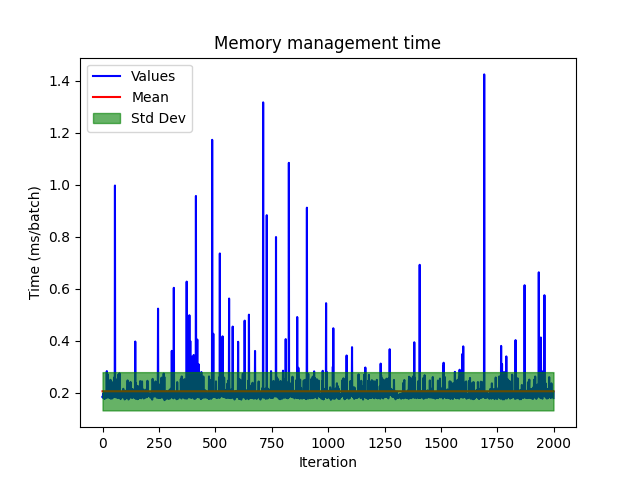 Memory management time
Values
Mean
Std Dev
Time (ms/batch)
1.4
1.2
1.0
0.8
0.6
0.4
0.2
0 250 500 750 1000 1250 1500 1750 2000
Iteration